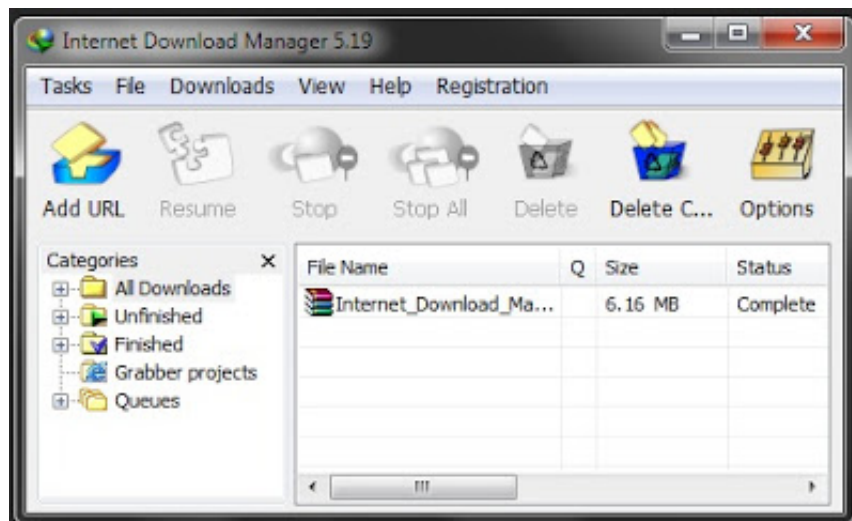 Internet Download Manager 5.19
Tasks File Downloads View Help Registration
Add URL Resume Stop Stop All Delete Delete C... Options
Categories
All Downloads
Unfinished
Finished
Grabber projects
Queues
File Name Q Size Status
Internet_Download_Ma... 6.16 MB Complete